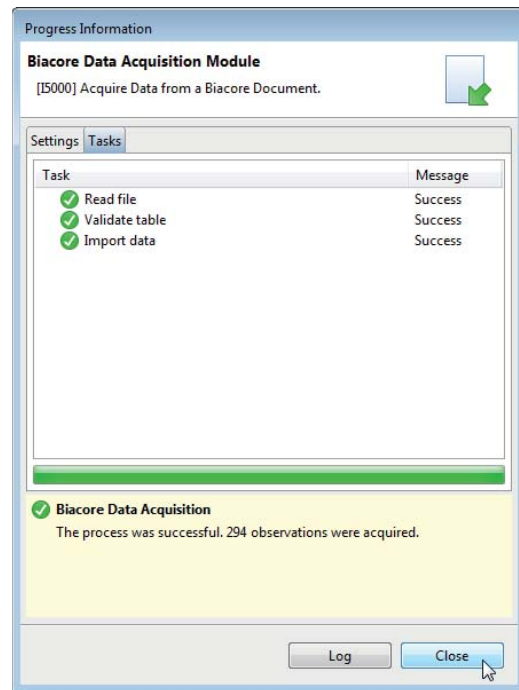 Progress Information
Biacore Data Acquisition Module
[I5000] Acquire Data from a Biacore Document.
Settings Tasks
Task Message
Read file Success
Validate table Success
Import data Success
Biacore Data Acquisition
The process was successful. 294 observations were acquired.
Log Close